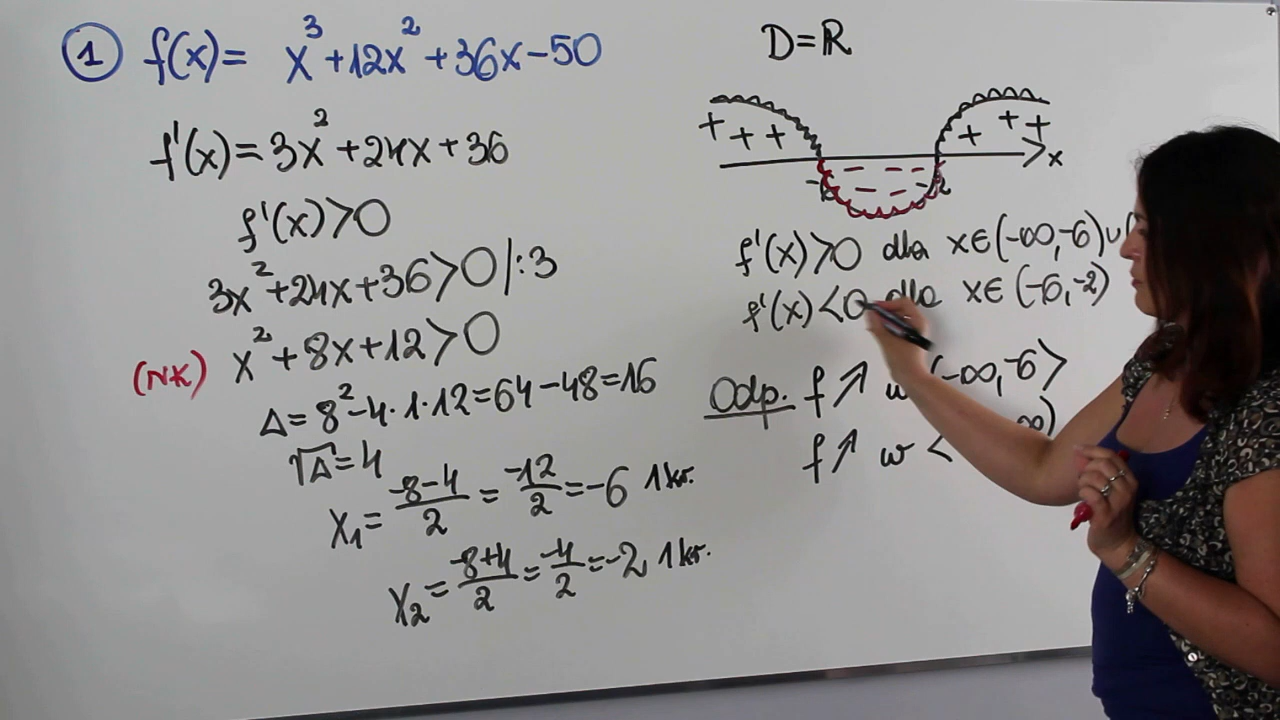 1 f(x)= x³+12x²+36x-50
f'(x)=3x²+24x+36
f'(x)>0
3x²+24x+36>0/:3
(NK) x²+8x+12>0
Δ=8²-4·1·12=64-48=16
√Δ=4
x₁=(-8-4)/2=-12/2=-6 1kr.
x₂=(-8+4)/2=-4/2=-2 1kr.
D=ℝ
+ + + + + +
- - - - - x
-6 -2
f'(x)>0 dla x∈(-∞,-6)∪(
f'(x)<0 dla x∈(-6,-2)
Odp. f↗ w (-∞,-6>
f↗ w < ∞)